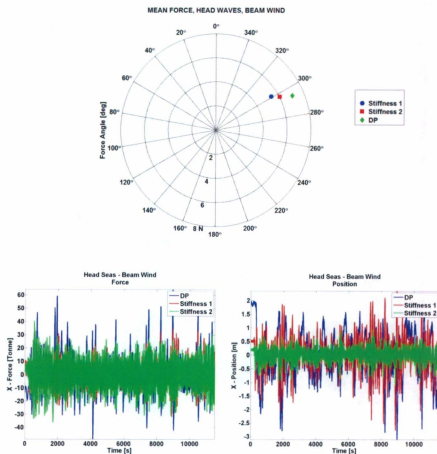 MEAN FORCE, HEAD WAVES, BEAM WIND
0°
20°
340°
40°
320°
60°
300°
80°
280°
100°
260°
120°
240°
140°
220°
160°
200°
180°
2
4
6
8 N
Force Angle [deg]
Stiffness 1
Stiffness 2
DP
Head Seas - Beam Wind
Force
DP
Stiffness 1
Stiffness 2
X - Force [Tonne]
60
50
40
30
20
10
0
-10
-20
-30
-40
0
2000
4000
6000
8000
10000
Time [s]
Head Seas - Beam Wind
Position
DP
Stiffness 1
Stiffness 2
X - Position [m]
2.5
2
1.5
1
0.5
0
-0.5
-1
-1.5
-2
-2.5
-3
0
2000
4000
6000
8000
10000
Time [s]